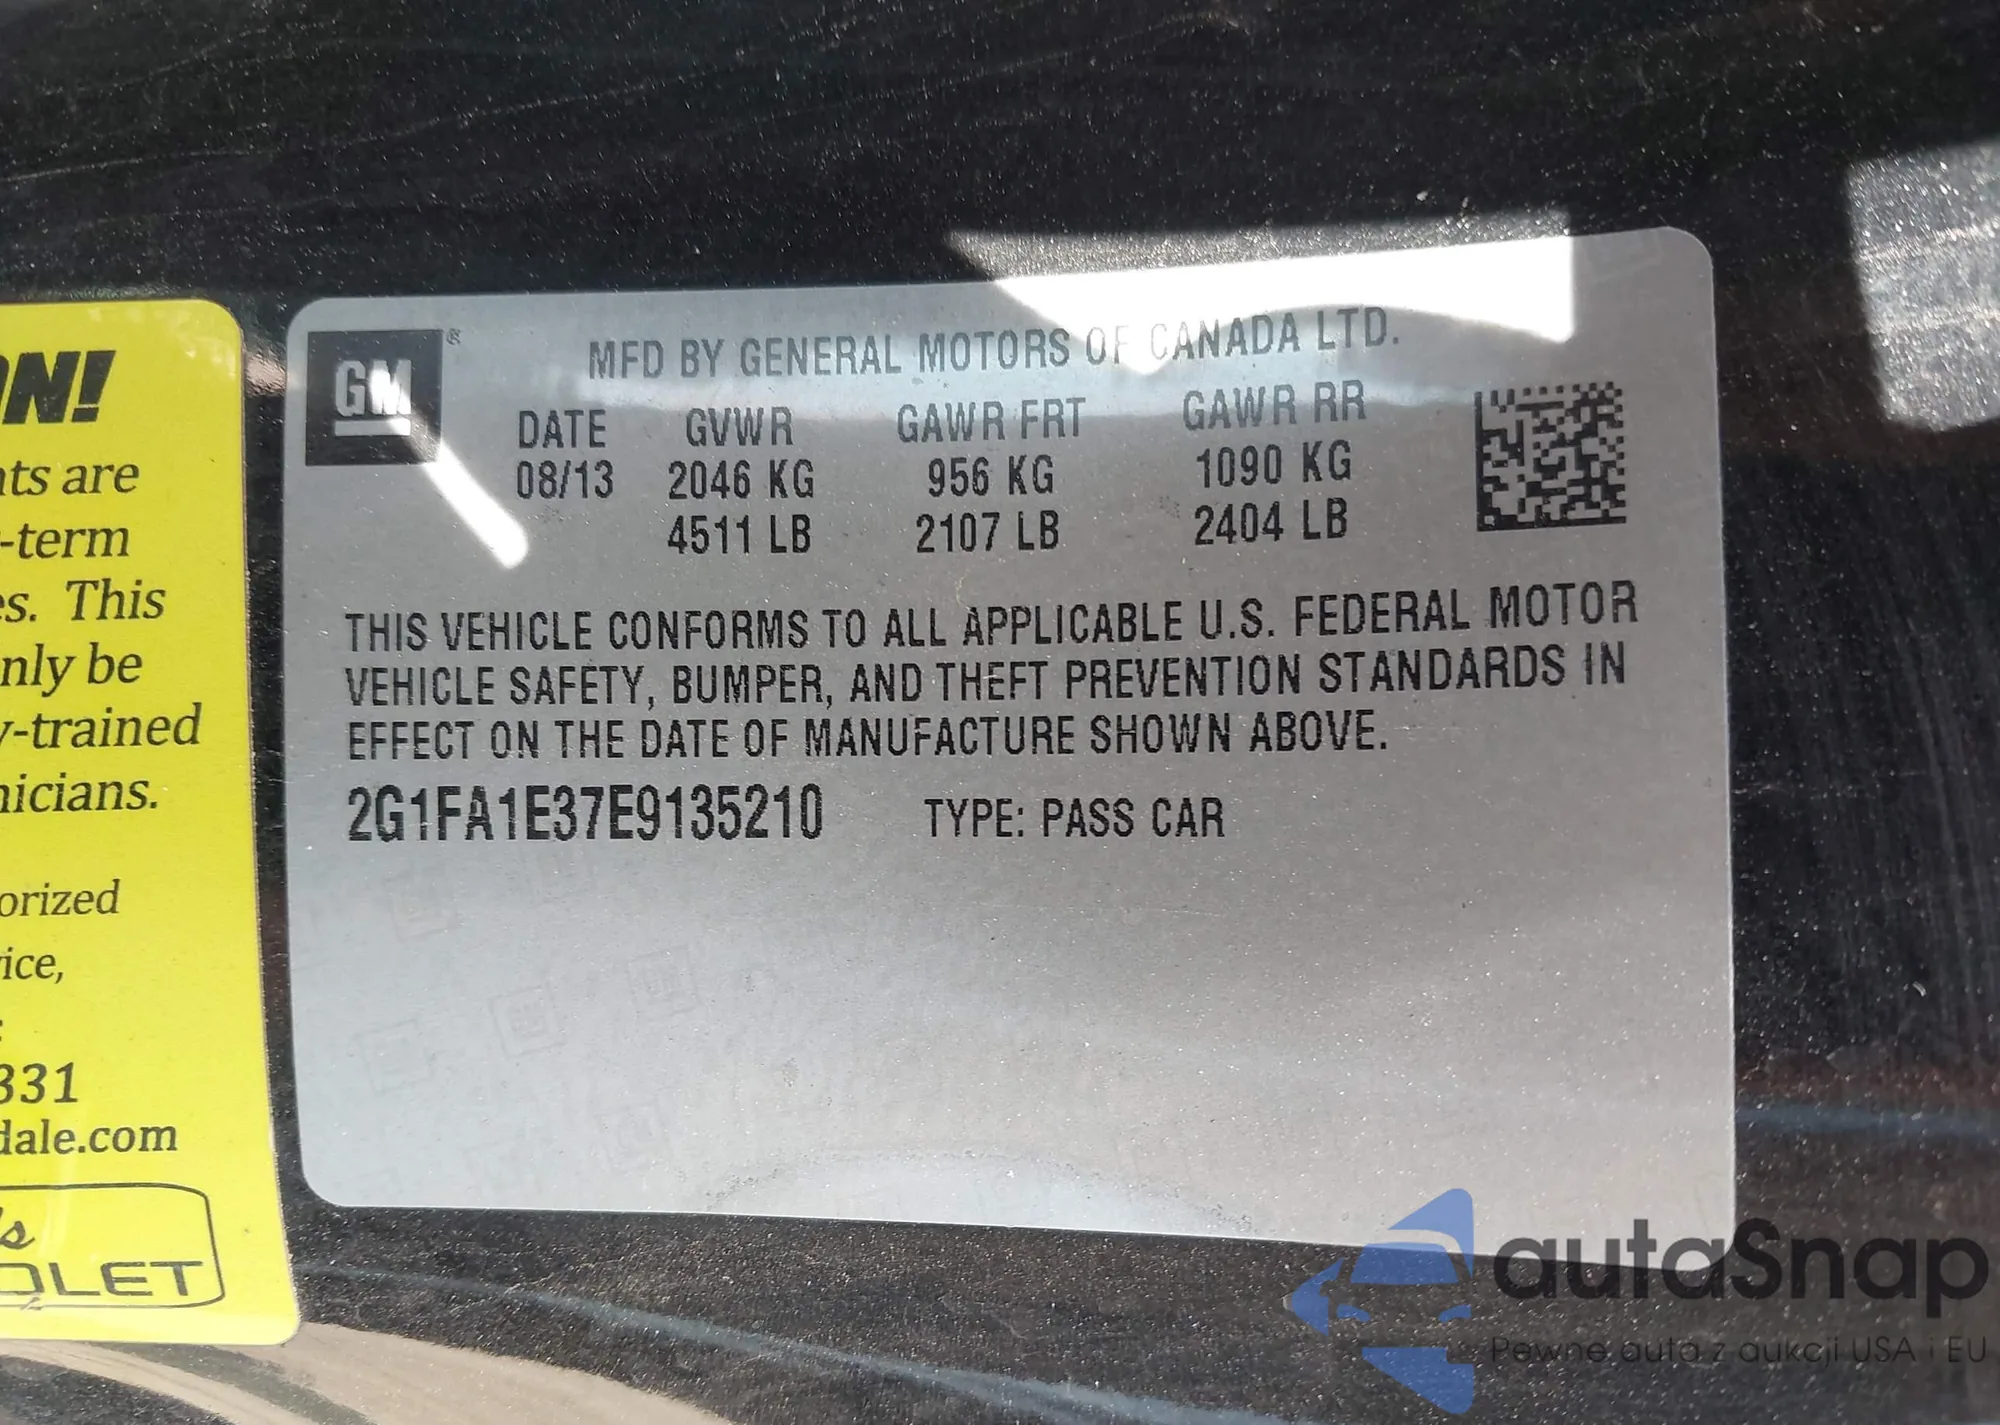 ON!
nts are
-term
es. This
nly be
y-trained
nicians.
orized
ice,
331
dale.com
's
OLET
GM®
MFD BY GENERAL MOTORS OF CANADA LTD.
DATE GVWR GAWR FRT GAWR RR
08/13 2046 KG 956 KG 1090 KG
4511 LB 2107 LB 2404 LB
THIS VEHICLE CONFORMS TO ALL APPLICABLE U.S. FEDERAL MOTOR
VEHICLE SAFETY, BUMPER, AND THEFT PREVENTION STANDARDS IN
EFFECT ON THE DATE OF MANUFACTURE SHOWN ABOVE.
2G1FA1E37E9135210 TYPE: PASS CAR
autaSnap
Pewne auta z aukcji USA i EU